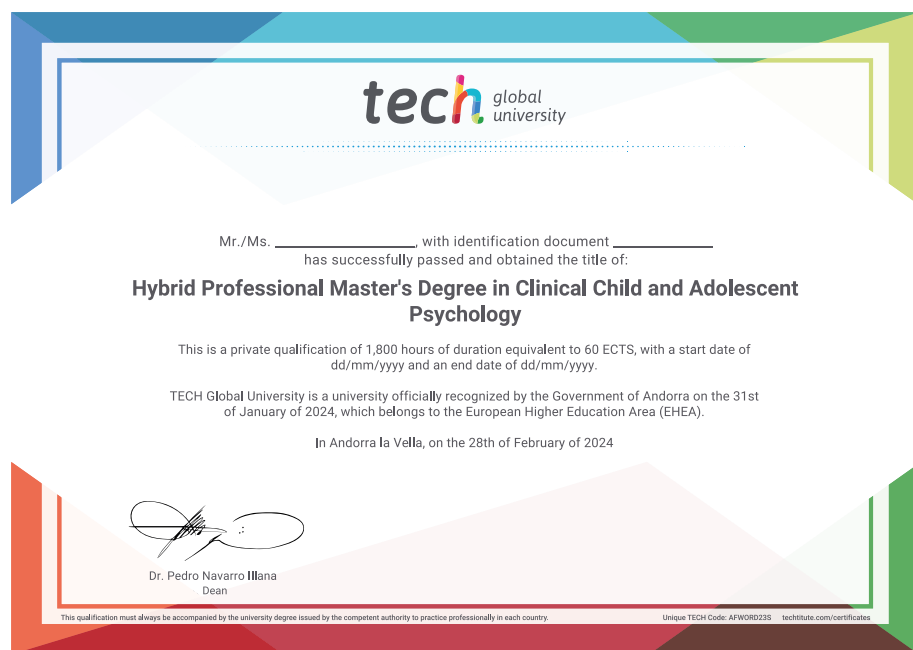 tech global
university
Mr./Ms. ____________, with identification document ____________
has successfully passed and obtained the title of:
Hybrid Professional Master's Degree in Clinical Child and Adolescent
Psychology
This is a private qualification of 1,800 hours of duration equivalent to 60 ECTS, with a start date of
dd/mm/yyyy and an end date of dd/mm/yyyy.
TECH Global University is a university officially recognized by the Government of Andorra on the 31st
of January of 2024, which belongs to the European Higher Education Area (EHEA).
In Andorra la Vella, on the 28th of February of 2024
Dr. Pedro Navarro Illana
Dean
This qualification must always be accompanied by the university degree issued by the competent authority to practice professionally in each country.
Unique TECH Code: AFWORD23S techtitute.com/certificates